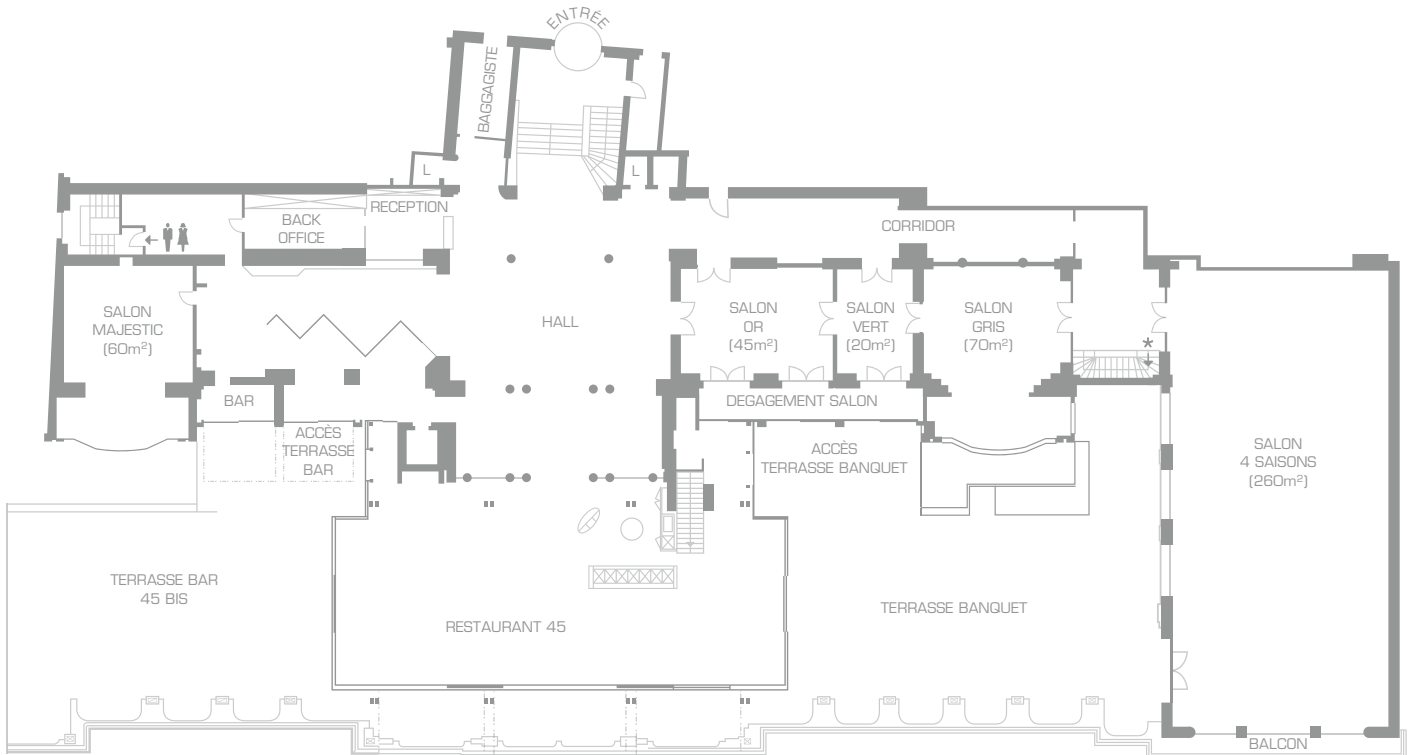 ENTRÉE
BAGGAGISTE
L
L
RECEPTION
BACK
OFFICE
CORRIDOR
SALON
MAJESTIC
(60m²)
HALL
SALON
OR
(45m²)
SALON
VERT
(20m²)
SALON
GRIS
(70m²)
*
BAR
DEGAGEMENT SALON
ACCÈS
TERRASSE
BAR
ACCÈS
TERRASSE BANQUET
SALON
4 SAISONS
(260m²)
TERRASSE BAR
45 BIS
RESTAURANT 45
TERRASSE BANQUET
BALCON